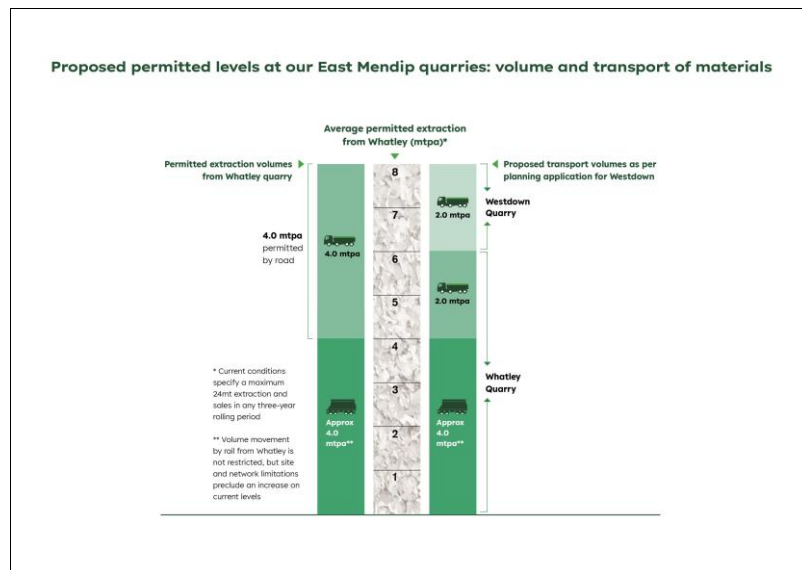 Proposed permitted levels at our East Mendip quarries: volume and transport of materials
Average permitted extraction
from Whatley (mtpa)*
Permitted extraction volumes
from Whatley quarry
Proposed transport volumes as per
planning application for Westdown
8
7
6
5
4
3
2
1
4.0 mtpa
permitted
by road
4.0 mtpa
2.0 mtpa
Westdown
Quarry
2.0 mtpa
Whatley
Quarry
Approx
4.0
mtpa**
Approx
4.0
mtpa**
* Current conditions
specify a maximum
24mt extraction and
sales in any three-year
rolling period
** Volume movement
by rail from Whatley is
not restricted, but site
and network limitations
preclude an increase on
current levels